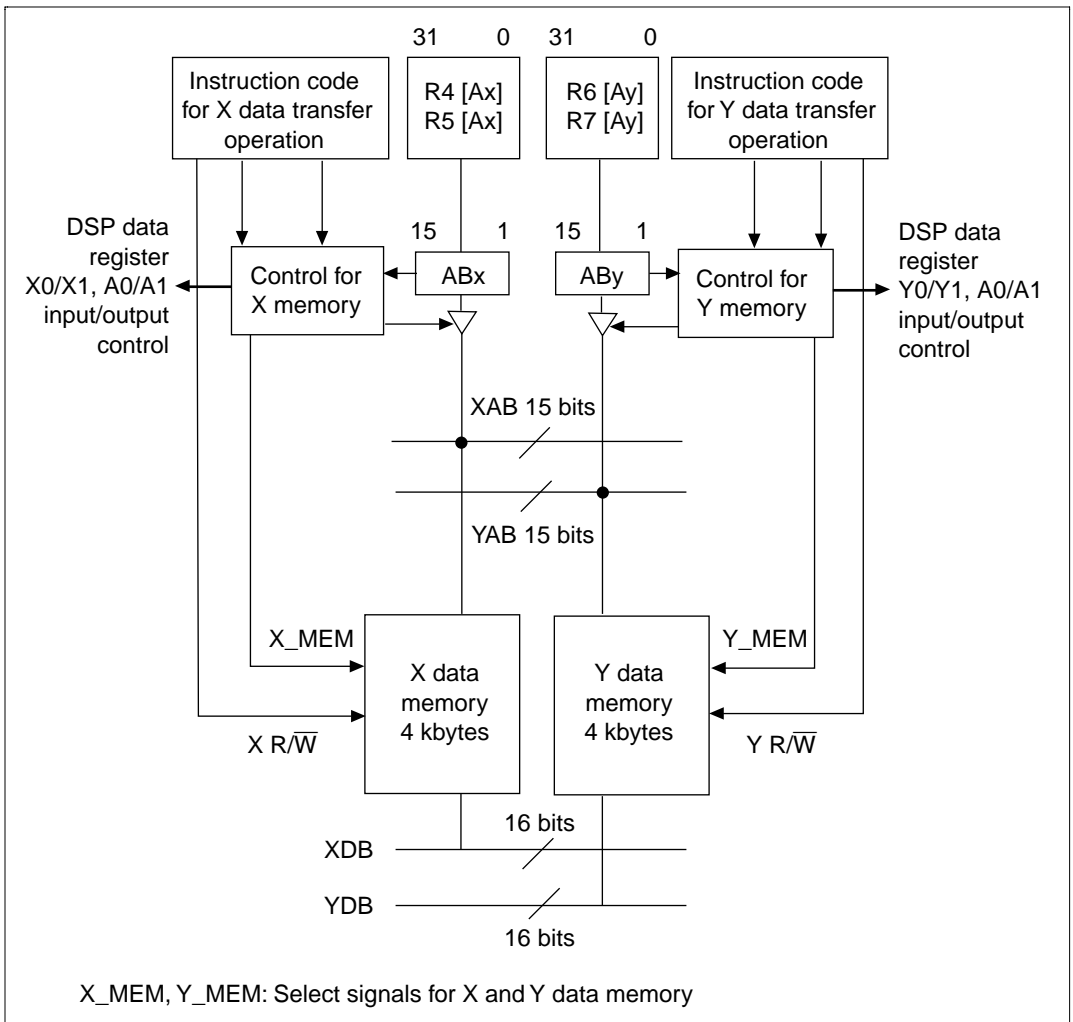 31 0 31 0
Instruction code
for X data transfer
operation
R4 [Ax]
R5 [Ax]
R6 [Ay]
R7 [Ay]
Instruction code
for Y data transfer
operation
DSP data
register
X0/X1, A0/A1
input/output
control
15 1 15 1
Control for
X memory
ABx
ABy
Control for
Y memory
DSP data
register
Y0/Y1, A0/A1
input/output
control
XAB 15 bits
YAB 15 bits
X_MEM
Y_MEM
X data
memory
4 kbytes
Y data
memory
4 kbytes
X R/W̅
Y R/W̅
16 bits
XDB
YDB
16 bits
X_MEM, Y_MEM: Select signals for X and Y data memory